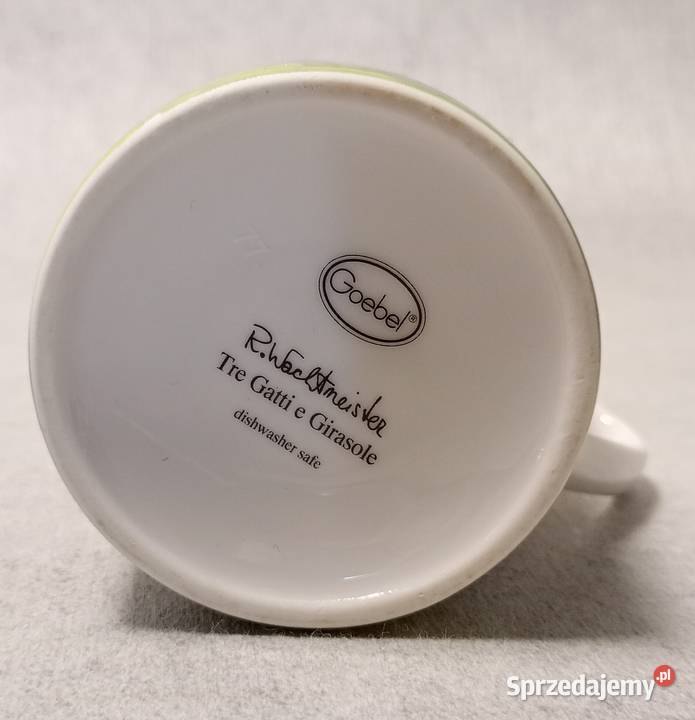 Goebel®
R. Wachtmeister
Tre Gatti e Girasole
dishwasher safe
Sprzedajemy.pl